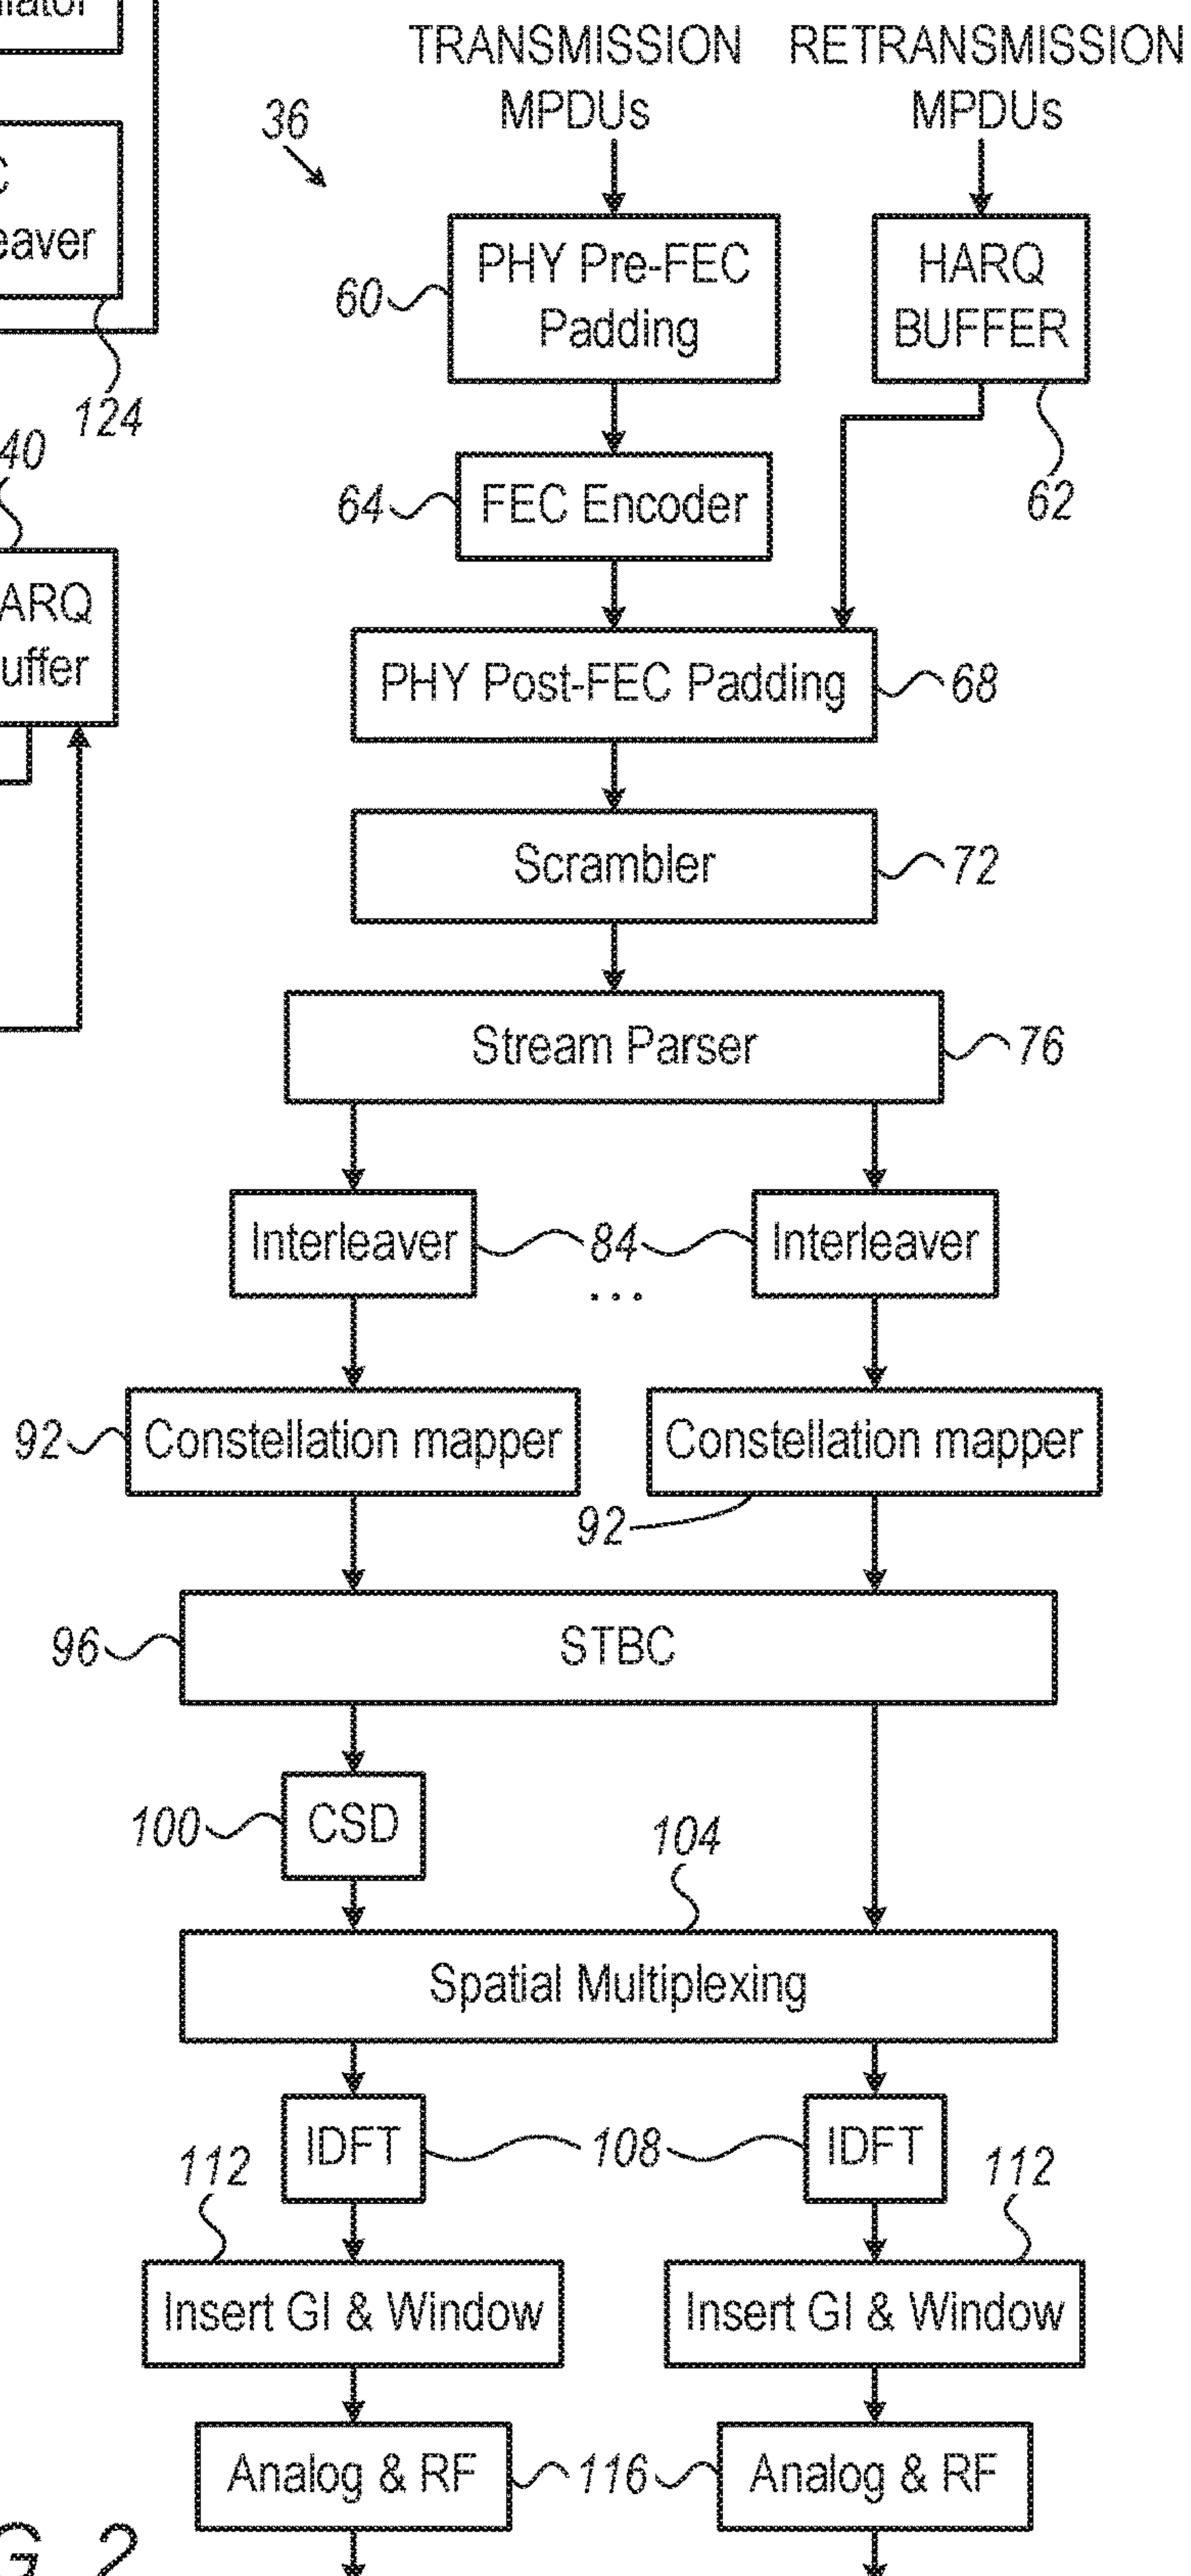 TRANSMISSION
MPDUs
RETRANSMISSION
MPDUs
36
PHY Pre-FEC
Padding
60
HARQ
BUFFER
62
124
40
FEC Encoder
64
PHY Post-FEC Padding
68
Scrambler
72
Stream Parser
76
Interleaver
84
Interleaver
...
92
Constellation mapper
Constellation mapper
92
96
STBC
100
CSD
104
Spatial Multiplexing
IDFT
108
IDFT
112
112
Insert GI & Window
Insert GI & Window
Analog & RF
116
Analog & RF
2